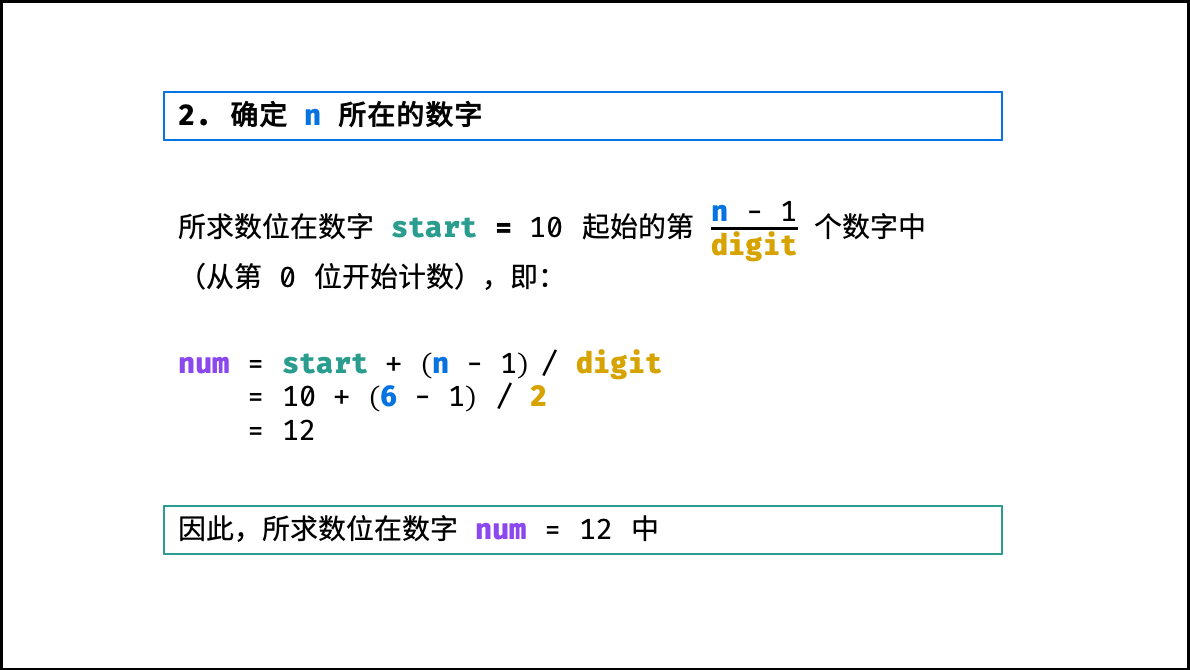 2. 确定 n 所在的数字
所求数位在数字 start = 10 起始的第 n - 1 / digit 个数字中
（从第 0 位开始计数），即：
num = start + (n - 1) / digit
= 10 + (6 - 1) / 2
= 12
因此，所求数位在数字 num = 12 中